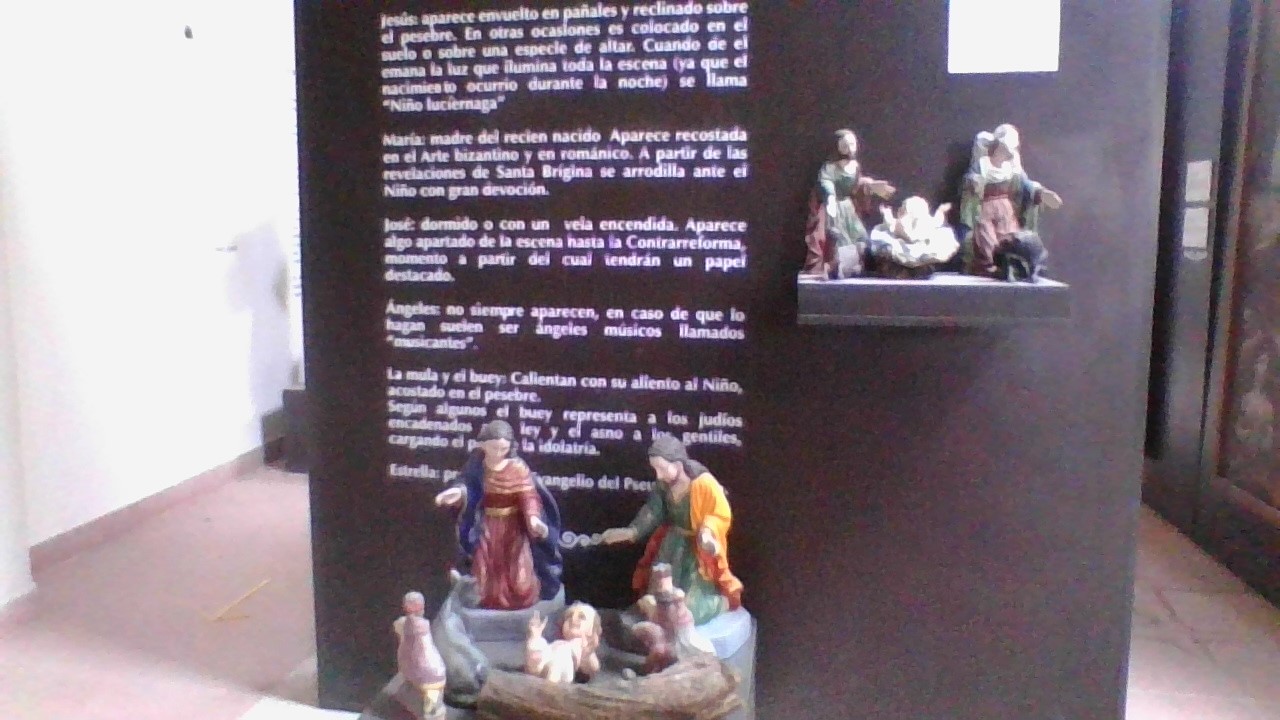 Jesús: aparece envuelto en pañales y reclinado sobre
el pesebre. En otras ocasiones es colocado en el
suelo o sobre una especie de altar. Cuando de el
emana la luz que ilumina toda la escena (ya que el
nacimiento ocurrio durante la noche) se llama
"Niño luciernaga"
María: madre del recien nacido Aparece recostada
en el Arte bizantino y en románico. A partir de las
revelaciones de Santa Brigina se arrodilla ante el
Niño con gran devoción.
José: dormido o con un vela encendida. Aparece
algo apartado de la escena hasta la Contrarreforma,
momento a partir del cual tendrán un papel
destacado.
Ángeles: no siempre aparecen, en caso de que lo
hagan suelen ser ángeles músicos llamados
"musicantes".
La mula y el buey: Calientan con su aliento al Niño,
acostado en el pesebre.
Según algunos el buey representa a los judíos
encadenados ley y el asno a los gentiles,
cargando el la idolatría.
Estrella: del